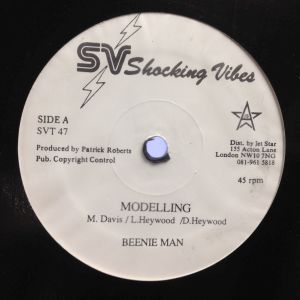 SV Shocking Vibes
SIDE A
SVT 47
Produced by Patrick Roberts
Pub. Copyright Control
Dist. by Jet Star
155 Acton Lane
London NW10 7NG
081-961 5818
45 rpm
MODELLING
M. Davis / L.Heywood /D.Heywood
BEENIE MAN